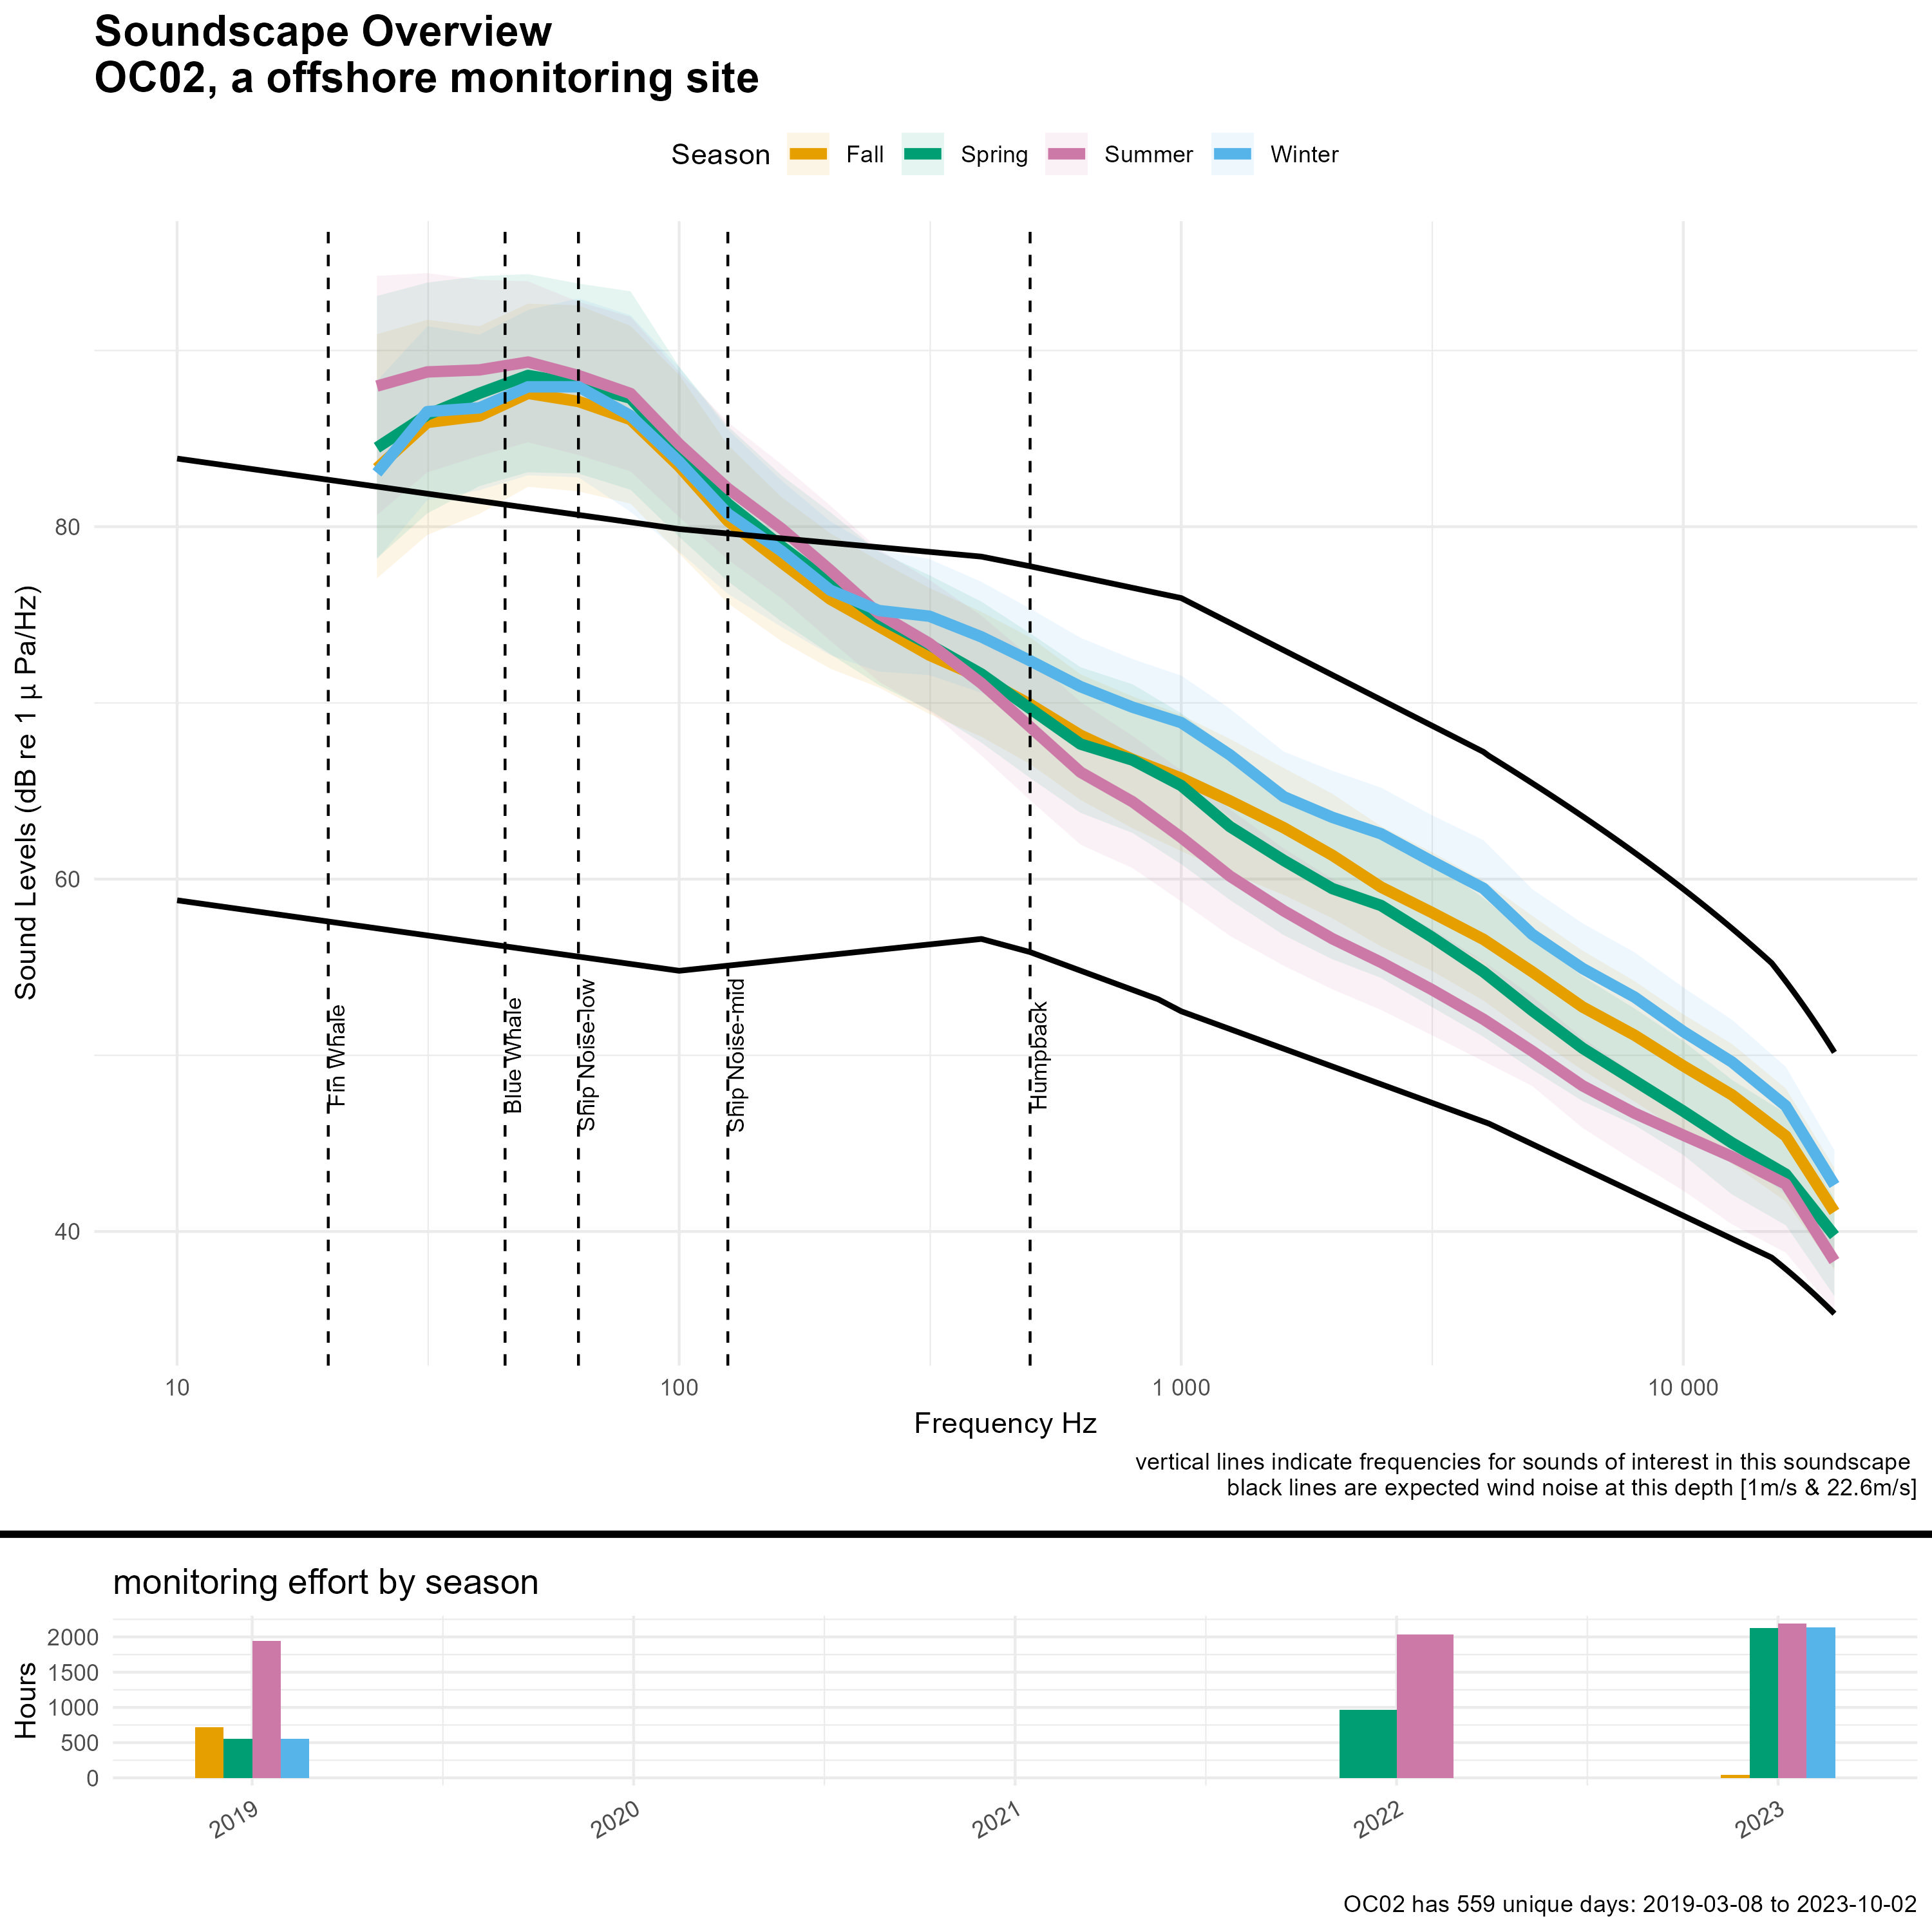 Soundscape Overview
OC02, a offshore monitoring site
Season Fall Spring Summer Winter
Sound Levels (dB re 1 µ Pa/Hz)
80
60
40
Fin Whale
Blue Whale
Ship Noise-low
Ship Noise-mid
Humpback
10 100 1 000 10 000
Frequency Hz
vertical lines indicate frequencies for sounds of interest in this soundscape
black lines are expected wind noise at this depth [1m/s & 22.6m/s]
monitoring effort by season
Hours
2000
1500
1000
500
0
2019 2020 2021 2022 2023
OC02 has 559 unique days: 2019-03-08 to 2023-10-02